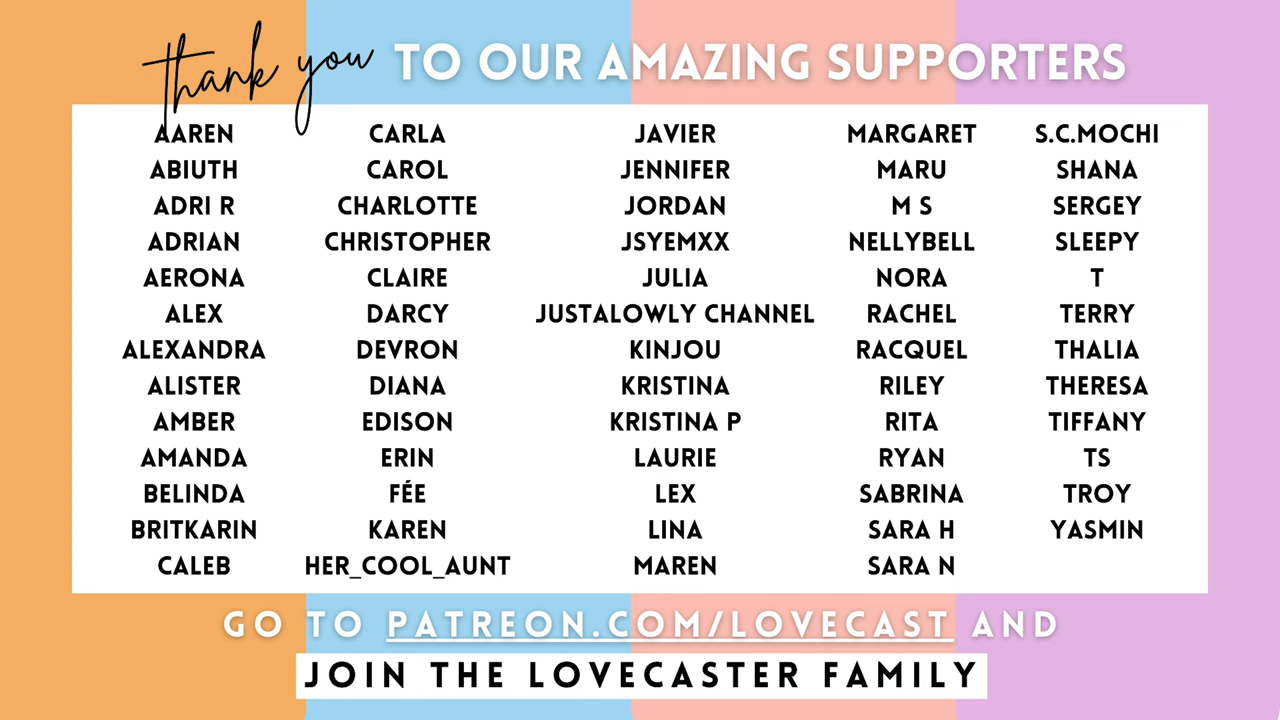 thank you TO OUR AMAZING SUPPORTERS
AAREN
ABIUTH
ADRI R
ADRIAN
AERONA
ALEX
ALEXANDRA
ALISTER
AMBER
AMANDA
BELINDA
BRITKARIN
CALEB
CARLA
CAROL
CHARLOTTE
CHRISTOPHER
CLAIRE
DARCY
DEVRON
DIANA
EDISON
ERIN
FÉE
KAREN
HER_COOL_AUNT
JAVIER
JENNIFER
JORDAN
JSYEMXX
JULIA
JUSTALOWLY CHANNEL
KINJOU
KRISTINA
KRISTINA P
LAURIE
LEX
LINA
MAREN
MARGARET
MARU
M S
NELLYBELL
NORA
RACHEL
RACQUEL
RILEY
RITA
RYAN
SABRINA
SARA H
SARA N
S.C.MOCHI
SHANA
SERGEY
SLEEPY
T
TERRY
THALIA
THERESA
TIFFANY
TS
TROY
YASMIN
GO TO PATREON.COM/LOVECAST AND
JOIN THE LOVECASTER FAMILY